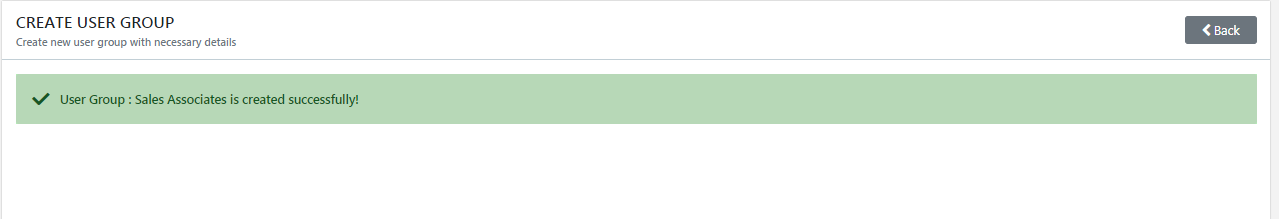 CREATE USER GROUP
Create new user group with necessary details
Back
User Group : Sales Associates is created successfully!